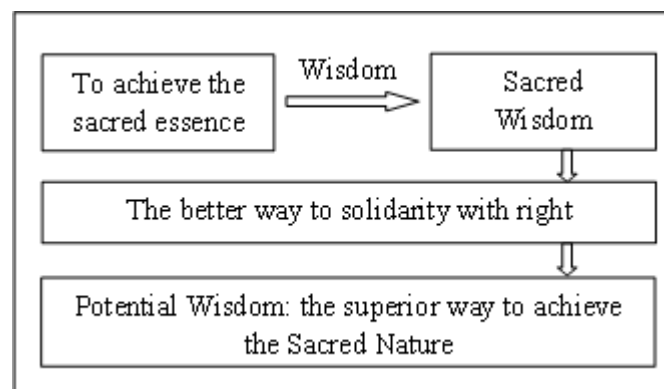 To achieve the
sacred essence
Wisdom
Sacred
Wisdom
The better way to solidarity with right
Potential Wisdom: the superior way to achieve
the Sacred Nature